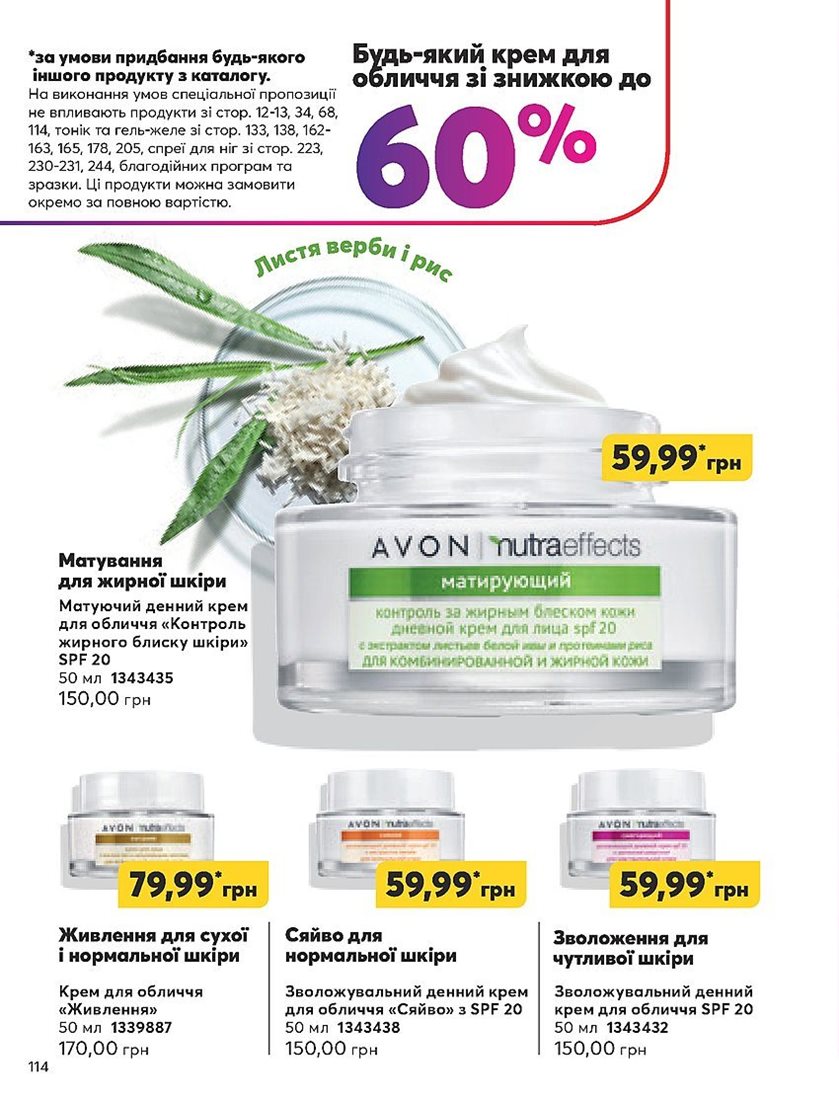 *за умови придбання будь-якого
іншого продукту з каталогу.
На виконання умов спеціальної пропозиції
не впливають продукти зі стор. 12-13, 34, 68,
114, тонік та гель-желе зі стор. 133, 138, 162-
163, 165, 178, 205, спреї для ніг зі стор. 223,
230-231, 244, благодійних програм та
зразки. Ці продукти можна замовити
окремо за повною вартістю.
Будь-який крем для
обличчя зі знижкою до
60%
Листя верби і рис
59,99* грн
AVON | nutraeffects
матирующий
контроль за жирным блеском кожи
дневной крем для лица spf 20
с экстрактом листьев белой ивы и протеинами риса
ДЛЯ КОМБИНИРОВАННОЙ И ЖИРНОЙ КОЖИ
Матування
для жирної шкіри
Матуючий денний крем
для обличчя «Контроль
жирного блиску шкіри»
SPF 20
50 мл 1343435
150,00 грн
AVON nutraeffects
79,99* грн
Живлення для сухої
і нормальної шкіри
Крем для обличчя
«Живлення»
50 мл 1339887
170,00 грн
AVON nutraeffects
59,99* грн
Сяйво для
нормальної шкіри
Зволожувальний денний крем
для обличчя «Сяйво» з SPF 20
50 мл 1343438
150,00 грн
AVON nutraeffects
59,99* грн
Зволоження для
чутливої шкіри
Зволожувальний денний
крем для обличчя SPF 20
50 мл 1343432
150,00 грн
114